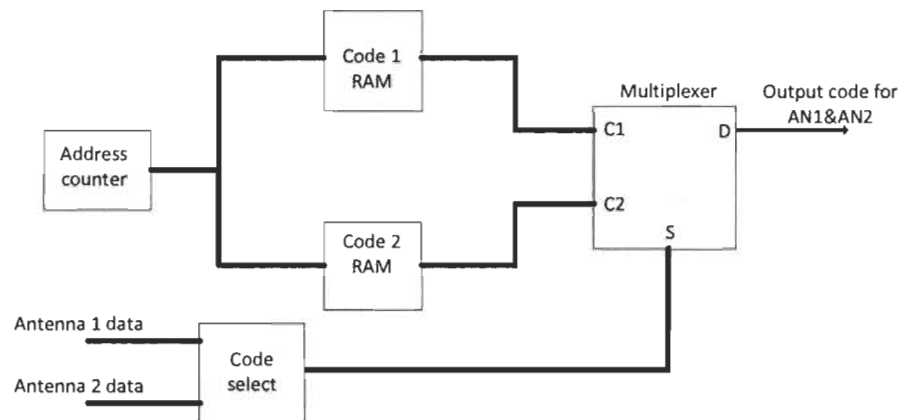 Code 1
RAM
Multiplexer
Output code for
AN1&AN2
C1
D
Address
counter
C2
Code 2
RAM
S
Antenna 1 data
Code
select
Antenna 2 data